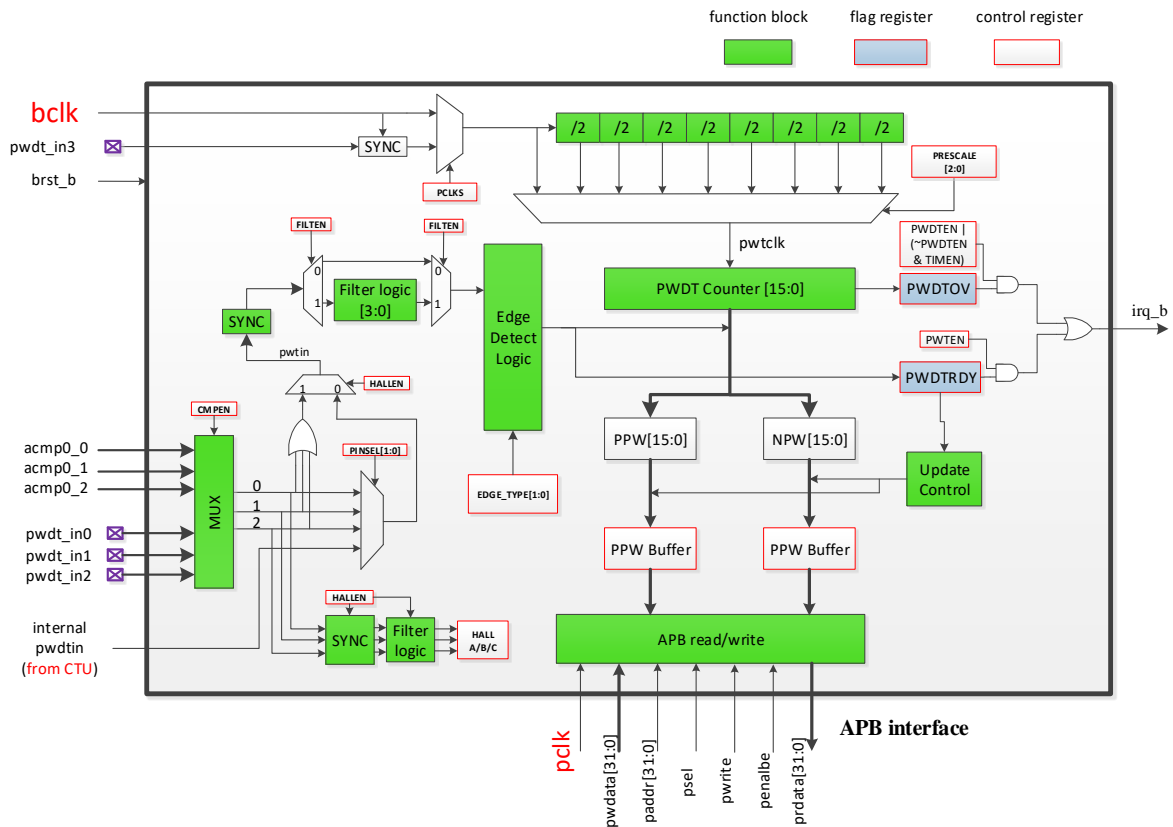 function block
flag register
control register
bclk
pwdt_in3
brst_b
SYNC
PCLKS
/2
/2
/2
/2
/2
/2
/2
/2
PRESCALE
[2:0]
pwtclk
FILTEN
FILTEN
0
1
Filter logic
[3:0]
0
1
SYNC
pwtin
Edge
Detect
Logic
PWDT Counter [15:0]
PWDTEN |
(~PWDTEN
& TIMEN)
PWDTOV
PWTEN
PWDTRDY
irq_b
1
0
HALLEN
CMPEN
acmp0_0
acmp0_1
acmp0_2
pwdt_in0
pwdt_in1
pwdt_in2
MUX
0
1
2
PINSEL[1:0]
EDGE_TYPE[1:0]
PPW[15:0]
NPW[15:0]
Update
Control
PPW Buffer
PPW Buffer
internal
pwdtin
(from CTU)
HALLEN
SYNC
Filter
logic
HALL
A/B/C
APB read/write
APB interface
pclk
pwdata[31:0]
paddr[31:0]
psel
pwrite
penalbe
prdata[31:0]